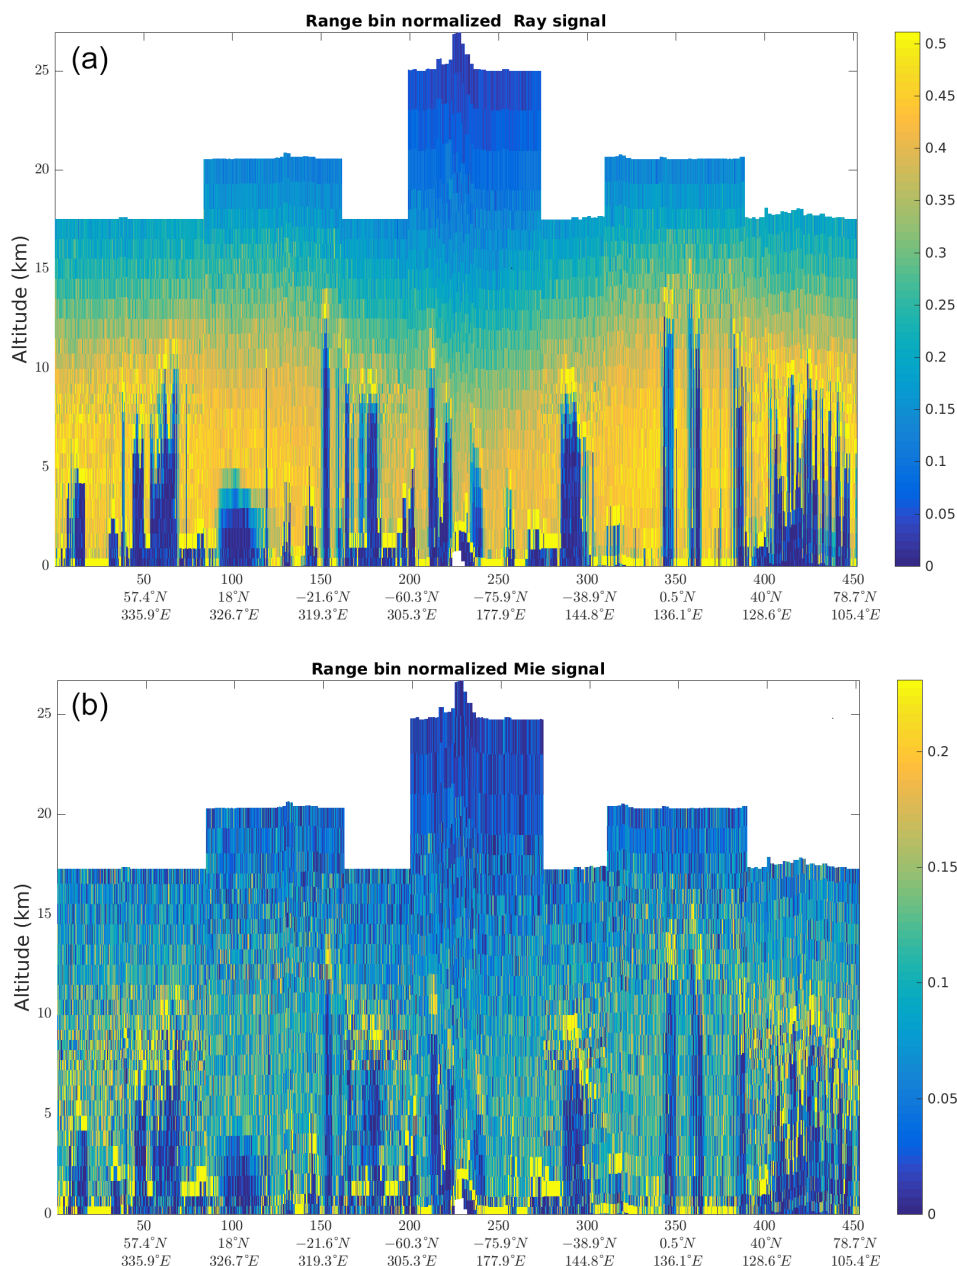 Range bin normalized  Ray signal
(a)
Altitude (km)
25
20
15
10
5
0
0.5
0.45
0.4
0.35
0.3
0.25
0.2
0.15
0.1
0.05
0
50 100 150 200 250 300 350 400 450
57.4°N 18°N −21.6°N −60.3°N −75.9°N −38.9°N 0.5°N 40°N 78.7°N
335.9°E 326.7°E 319.3°E 305.3°E 177.9°E 144.8°E 136.1°E 128.6°E 105.4°E
Range bin normalized Mie signal
(b)
Altitude (km)
25
20
15
10
5
0
0.2
0.15
0.1
0.05
0
50 100 150 200 250 300 350 400 450
57.4°N 18°N −21.6°N −60.3°N −75.9°N −38.9°N 0.5°N 40°N 78.7°N
335.9°E 326.7°E 319.3°E 305.3°E 177.9°E 144.8°E 136.1°E 128.6°E 105.4°E